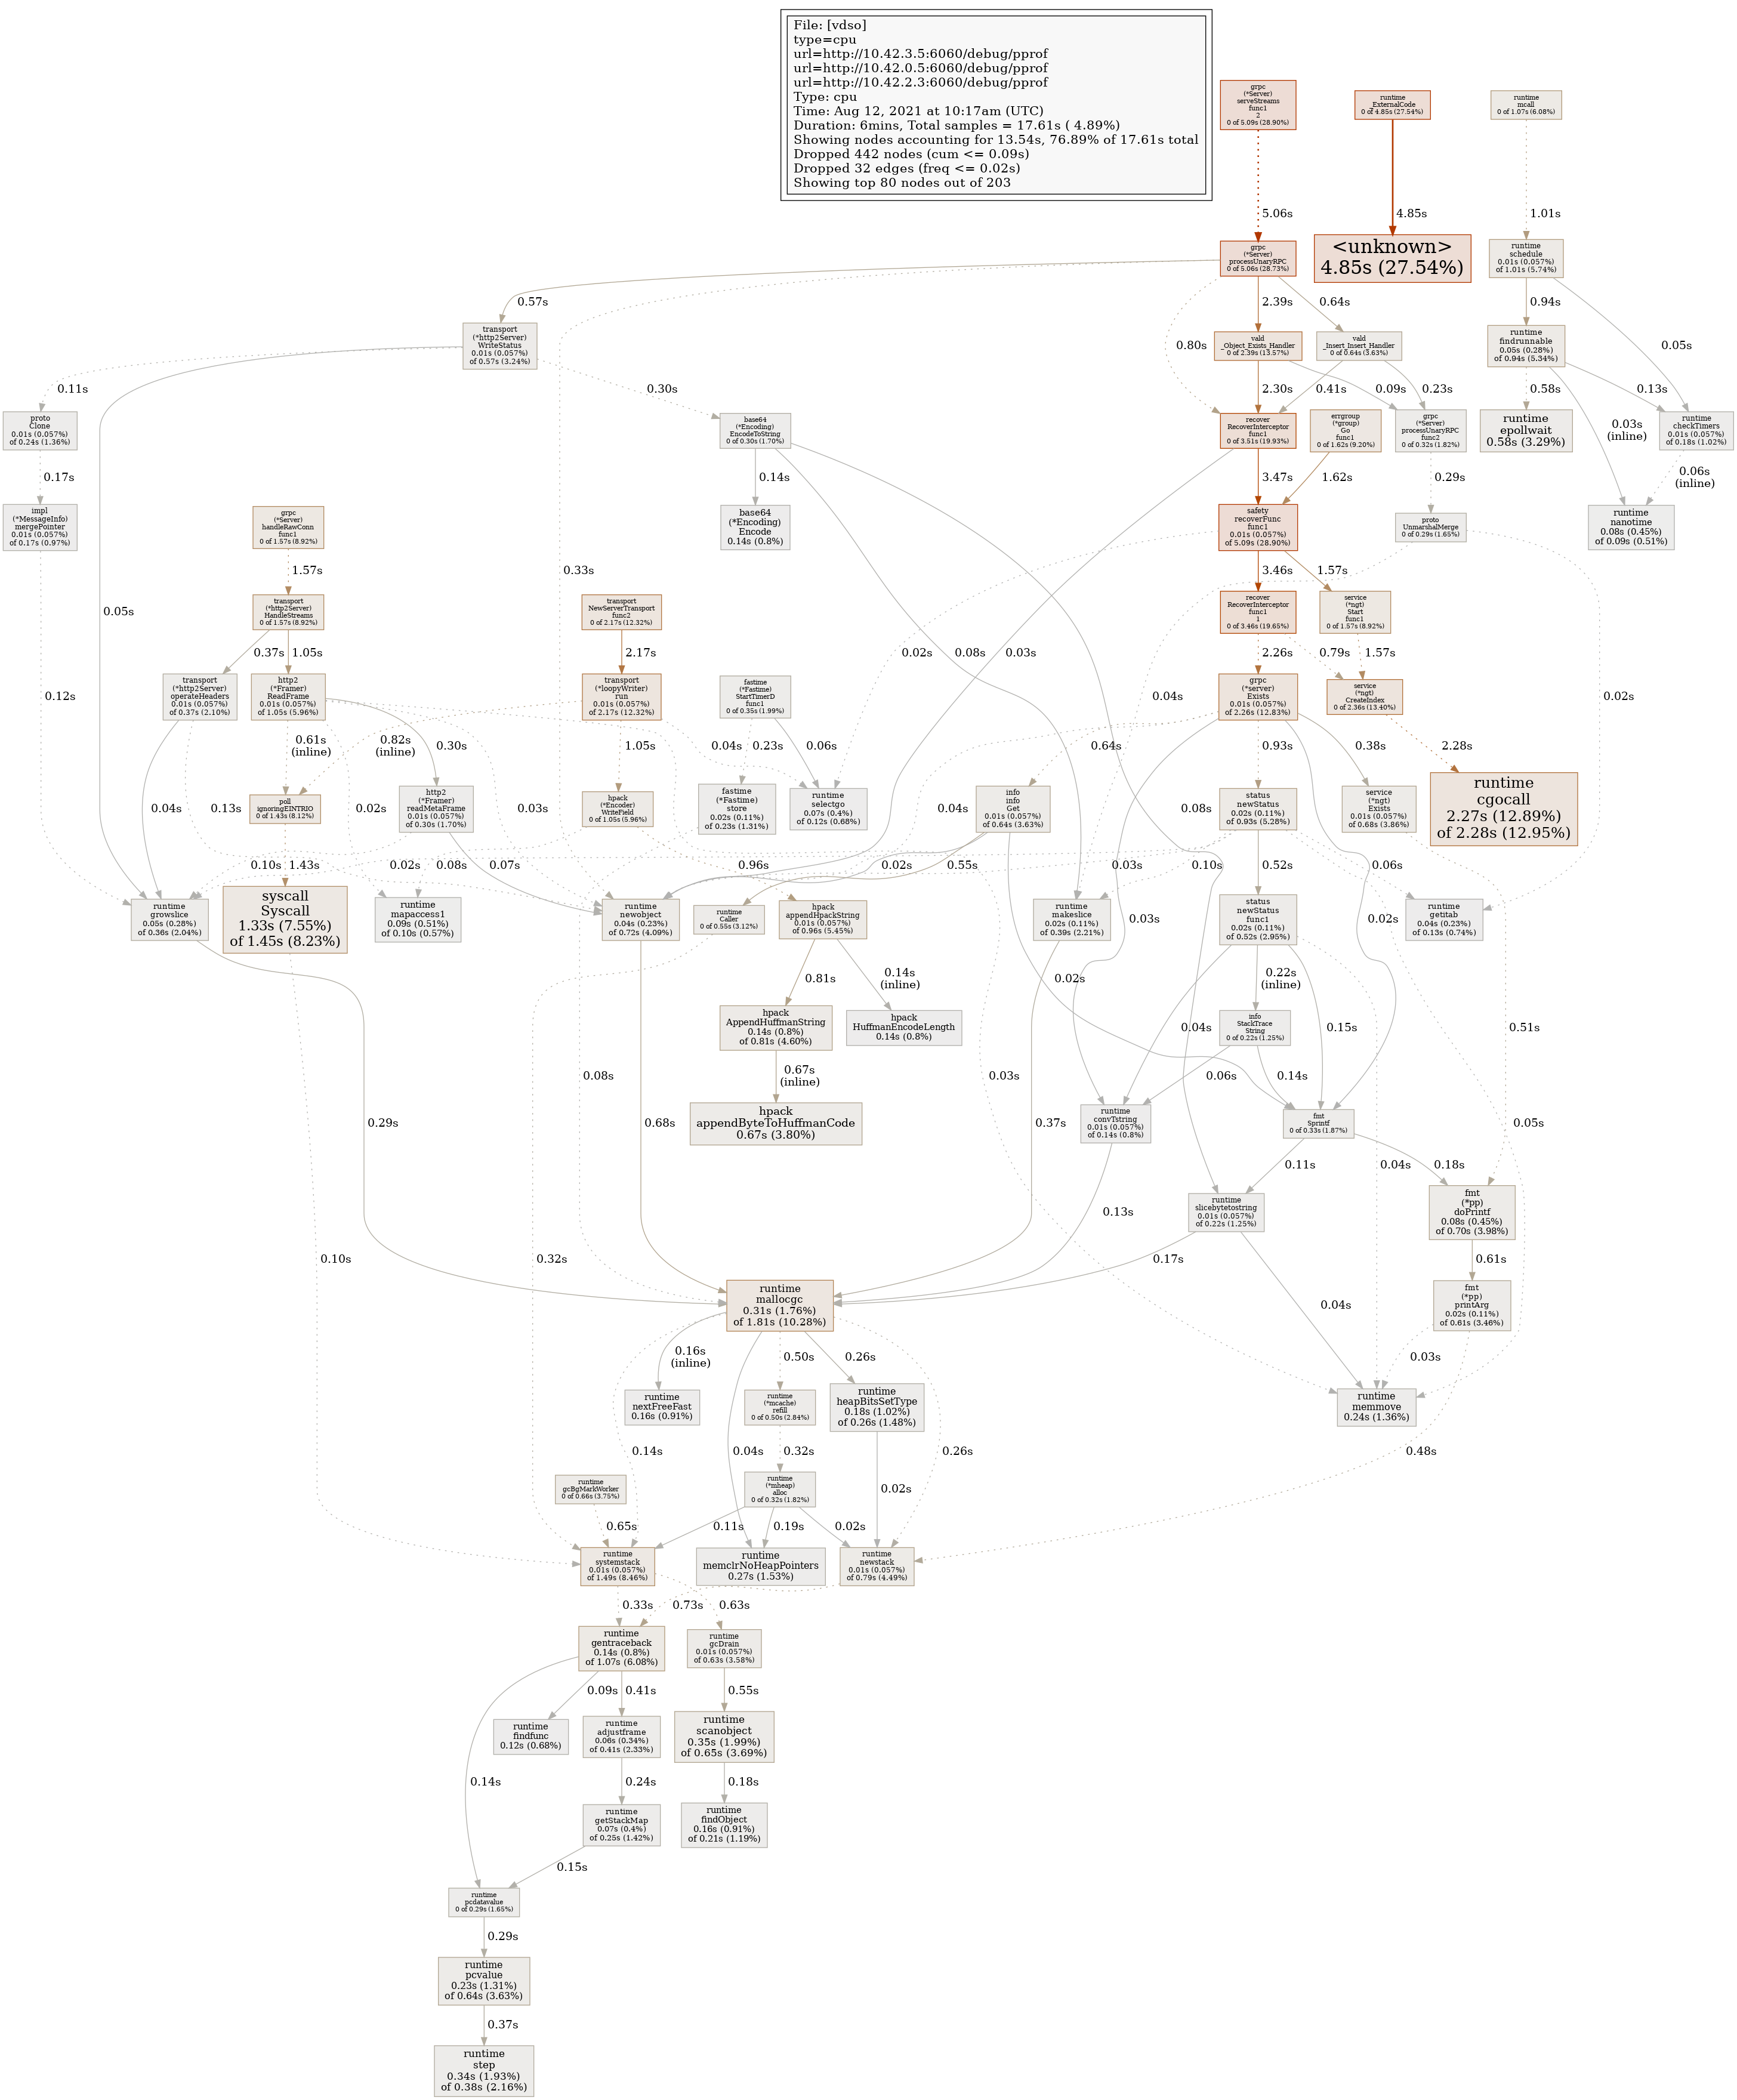 File: [vdso]
type=cpu
url=http://10.42.3.5:6060/debug/pprof
url=http://10.42.0.5:6060/debug/pprof
url=http://10.42.2.3:6060/debug/pprof
Type: cpu
Time: Aug 12, 2021 at 10:17am (UTC)
Duration: 6mins, Total samples = 17.61s ( 4.89%)
Showing nodes accounting for 13.54s, 76.89% of 17.61s total
Dropped 442 nodes (cum <= 0.09s)
Dropped 32 edges (freq <= 0.02s)
Showing top 80 nodes out of 203
grpc
(*Server)
serveStreams
func1
2
0 of 5.09s (28.90%)
runtime
_ExternalCode
0 of 4.85s (27.54%)
runtime
mcall
0 of 1.07s (6.08%)
5.06s
4.85s
1.01s
grpc
(*Server)
processUnaryRPC
0 of 5.06s (28.73%)
<unknown>
4.85s (27.54%)
runtime
schedule
0.01s (0.057%)
of 1.01s (5.74%)
0.57s
2.39s
0.64s
0.94s
transport
(*http2Server)
WriteStatus
0.01s (0.057%)
of 0.57s (3.24%)
0.80s
vald
_Object_Exists_Handler
0 of 2.39s (13.57%)
vald
_Insert_Insert_Handler
0 of 0.64s (3.63%)
runtime
findrunnable
0.05s (0.28%)
of 0.94s (5.34%)
0.05s
0.11s
0.30s
2.30s
0.41s
0.09s
0.23s
0.58s
0.13s
proto
Clone
0.01s (0.057%)
of 0.24s (1.36%)
base64
(*Encoding)
EncodeToString
0 of 0.30s (1.70%)
recover
RecoverInterceptor
func1
0 of 3.51s (19.93%)
errgroup
(*group)
Go
func1
0 of 1.62s (9.20%)
grpc
(*Server)
processUnaryRPC
func2
0 of 0.32s (1.82%)
runtime
epollwait
0.58s (3.29%)
0.03s
(inline)
runtime
checkTimers
0.01s (0.057%)
of 0.18s (1.02%)
0.17s
0.14s
3.47s
1.62s
0.29s
0.06s
(inline)
impl
(*MessageInfo)
mergePointer
0.01s (0.057%)
of 0.17s (0.97%)
grpc
(*Server)
handleRawConn
func1
0 of 1.57s (8.92%)
base64
(*Encoding)
Encode
0.14s (0.8%)
safety
recoverFunc
func1
0.01s (0.057%)
of 5.09s (28.90%)
proto
UnmarshalMerge
0 of 0.29s (1.65%)
runtime
nanotime
0.08s (0.45%)
of 0.09s (0.51%)
1.57s
0.33s
3.46s
1.57s
0.05s
transport
(*http2Server)
HandleStreams
0 of 1.57s (8.92%)
transport
NewServerTransport
func2
0 of 2.17s (12.32%)
recover
RecoverInterceptor
func1
1
0 of 3.46s (19.65%)
service
(*ngt)
Start
func1
0 of 1.57s (8.92%)
0.37s
1.05s
2.17s
0.02s
0.08s
0.03s
2.26s
0.79s
1.57s
0.12s
transport
(*http2Server)
operateHeaders
0.01s (0.057%)
of 0.37s (2.10%)
http2
(*Framer)
ReadFrame
0.01s (0.057%)
of 1.05s (5.96%)
transport
(*loopyWriter)
run
0.01s (0.057%)
of 2.17s (12.32%)
fastime
(*Fastime)
StartTimerD
func1
0 of 0.35s (1.99%)
0.04s
grpc
(*server)
Exists
0.01s (0.057%)
of 2.26s (12.83%)
service
(*ngt)
CreateIndex
0 of 2.36s (13.40%)
0.02s
0.61s
(inline)
0.82s
(inline)
0.30s
1.05s
0.04s
0.23s
0.06s
0.64s
0.93s
0.38s
2.28s
0.04s
0.13s
poll
ignoringEINTRIO
0 of 1.43s (8.12%)
0.02s
http2
(*Framer)
readMetaFrame
0.01s (0.057%)
of 0.30s (1.70%)
0.03s
hpack
(*Encoder)
WriteField
0 of 1.05s (5.96%)
fastime
(*Fastime)
store
0.02s (0.11%)
of 0.23s (1.31%)
runtime
selectgo
0.07s (0.4%)
of 0.12s (0.68%)
0.04s
info
info
Get
0.01s (0.057%)
of 0.64s (3.63%)
0.08s
status
newStatus
0.02s (0.11%)
of 0.93s (5.28%)
service
(*ngt)
Exists
0.01s (0.057%)
of 0.68s (3.86%)
runtime
cgocall
2.27s (12.89%)
of 2.28s (12.95%)
0.10s
1.43s
0.02s
0.08s
0.07s
0.96s
0.02s
0.55s
0.03s
0.10s
0.52s
0.06s
runtime
growslice
0.05s (0.28%)
of 0.36s (2.04%)
syscall
Syscall
1.33s (7.55%)
of 1.45s (8.23%)
runtime
mapaccess1
0.09s (0.51%)
of 0.10s (0.57%)
runtime
newobject
0.04s (0.23%)
of 0.72s (4.09%)
runtime
Caller
0 of 0.55s (3.12%)
hpack
appendHpackString
0.01s (0.057%)
of 0.96s (5.45%)
runtime
makeslice
0.02s (0.11%)
of 0.39s (2.21%)
0.03s
status
newStatus
func1
0.02s (0.11%)
of 0.52s (2.95%)
0.02s
runtime
getitab
0.04s (0.23%)
of 0.13s (0.74%)
0.81s
0.14s
(inline)
0.02s
0.22s
(inline)
hpack
AppendHuffmanString
0.14s (0.8%)
of 0.81s (4.60%)
hpack
HuffmanEncodeLength
0.14s (0.8%)
0.04s
info
StackTrace
String
0 of 0.22s (1.25%)
0.15s
0.51s
0.08s
0.67s
(inline)
0.03s
0.06s
0.14s
0.29s
0.68s
hpack
appendByteToHuffmanCode
0.67s (3.80%)
0.37s
runtime
convTstring
0.01s (0.057%)
of 0.14s (0.8%)
fmt
Sprintf
0 of 0.33s (1.87%)
0.05s
0.11s
0.04s
0.18s
0.13s
runtime
slicebytetostring
0.01s (0.057%)
of 0.22s (1.25%)
fmt
(*pp)
doPrintf
0.08s (0.45%)
of 0.70s (3.98%)
0.10s
0.32s
0.17s
0.61s
runtime
mallocgc
0.31s (1.76%)
of 1.81s (10.28%)
0.04s
fmt
(*pp)
printArg
0.02s (0.11%)
of 0.61s (3.46%)
0.16s
(inline)
0.50s
0.26s
0.03s
runtime
nextFreeFast
0.16s (0.91%)
runtime
(*mcache)
refill
0 of 0.50s (2.84%)
runtime
heapBitsSetType
0.18s (1.02%)
of 0.26s (1.48%)
runtime
memmove
0.24s (1.36%)
0.14s
0.04s
0.32s
0.26s
0.48s
runtime
gcBgMarkWorker
0 of 0.66s (3.75%)
runtime
(*mheap)
alloc
0 of 0.32s (1.82%)
0.02s
0.65s
0.11s
0.19s
0.02s
runtime
systemstack
0.01s (0.057%)
of 1.49s (8.46%)
runtime
memclrNoHeapPointers
0.27s (1.53%)
runtime
newstack
0.01s (0.057%)
of 0.79s (4.49%)
0.33s
0.73s
0.63s
runtime
gentraceback
0.14s (0.8%)
of 1.07s (6.08%)
runtime
gcDrain
0.01s (0.057%)
of 0.63s (3.58%)
0.09s
0.41s
0.55s
runtime
findfunc
0.12s (0.68%)
runtime
adjustframe
0.06s (0.34%)
of 0.41s (2.33%)
runtime
scanobject
0.35s (1.99%)
of 0.65s (3.69%)
0.14s
0.24s
0.18s
runtime
getStackMap
0.07s (0.4%)
of 0.25s (1.42%)
runtime
findObject
0.16s (0.91%)
of 0.21s (1.19%)
0.15s
runtime
pcdatavalue
0 of 0.29s (1.65%)
0.29s
runtime
pcvalue
0.23s (1.31%)
of 0.64s (3.63%)
0.37s
runtime
step
0.34s (1.93%)
of 0.38s (2.16%)